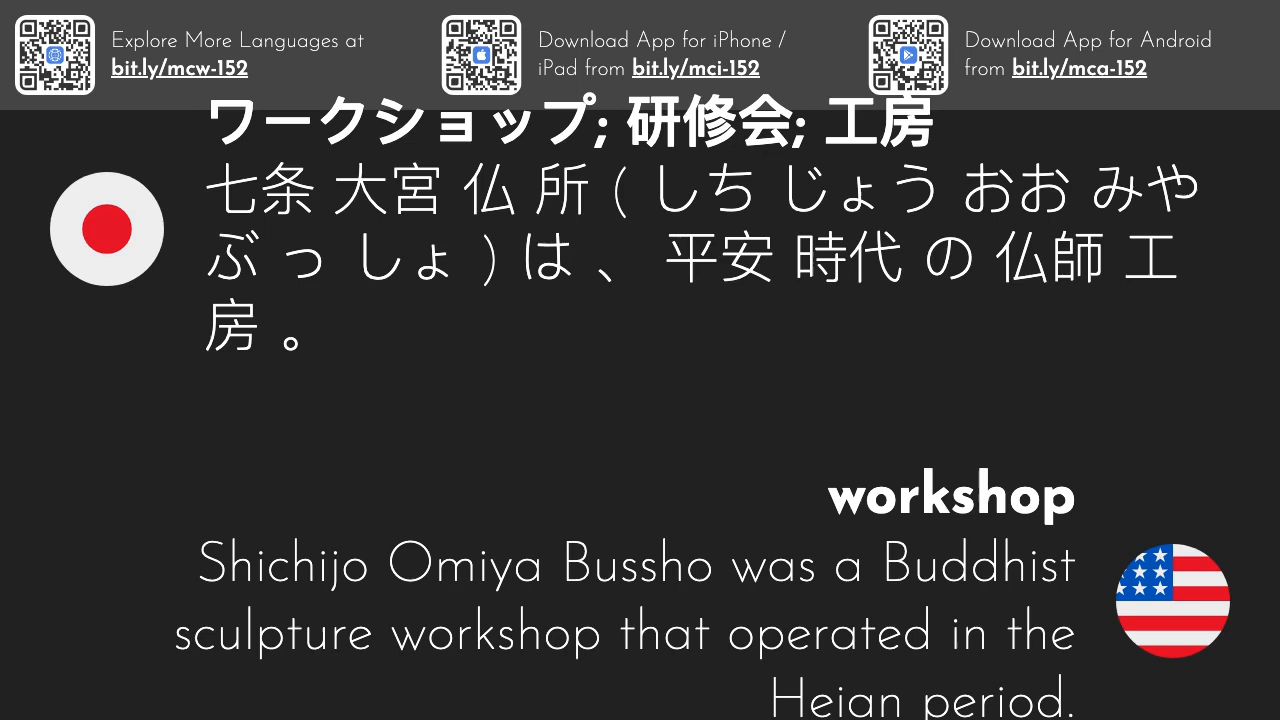 Explore More Languages at
bit.ly/mcw-152
Download App for iPhone /
iPad from bit.ly/mci-152
Download App for Android
from bit.ly/mca-152
ワークショップ; 研修会; 工房
七条 大宮 仏 所 ( しち じょう おお みや
ぶ っ しょ ) は 、 平安 時代 の 仏師 工
房 。
workshop
Shichijo Omiya Bussho was a Buddhist
sculpture workshop that operated in the
Heian period.